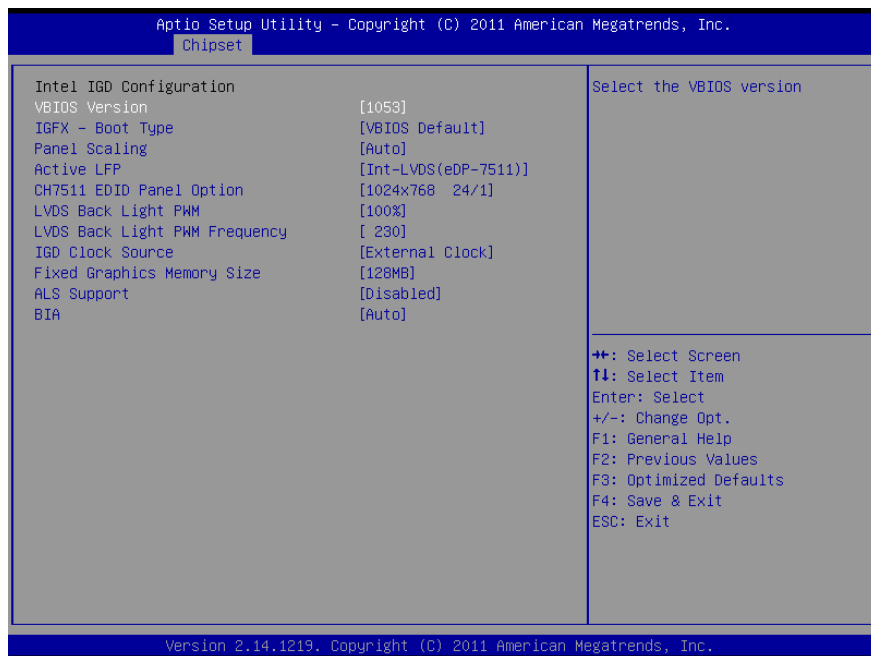 Aptio Setup Utility – Copyright (C) 2011 American Megatrends, Inc.
Chipset
Intel IGD Configuration
VBIOS Version [1053]
IGFX – Boot Type [VBIOS Default]
Panel Scaling [Auto]
Active LFP [Int-LVDS(eDP-7511)]
CH7511 EDID Panel Option [1024x768 24/1]
LVDS Back Light PWM [100%]
LVDS Back Light PWM Frequency [ 230]
IGD Clock Source [External Clock]
Fixed Graphics Memory Size [128MB]
ALS Support [Disabled]
BIA [Auto]
Select the VBIOS version
→←: Select Screen
↑↓: Select Item
Enter: Select
+/-: Change Opt.
F1: General Help
F2: Previous Values
F3: Optimized Defaults
F4: Save & Exit
ESC: Exit
Version 2.14.1219. Copyright (C) 2011 American Megatrends, Inc.